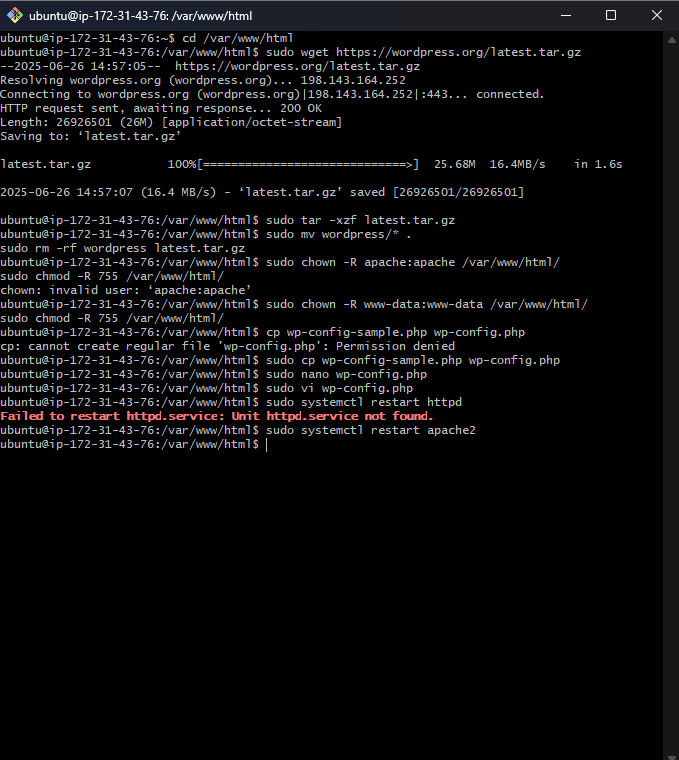 ubuntu@ip-172-31-43-76: /var/www/html
ubuntu@ip-172-31-43-76:~$ cd /var/www/html
ubuntu@ip-172-31-43-76:/var/www/html$ sudo wget https://wordpress.org/latest.tar.gz
--2025-06-26 14:57:05--  https://wordpress.org/latest.tar.gz
Resolving wordpress.org (wordpress.org)... 198.143.164.252
Connecting to wordpress.org (wordpress.org)|198.143.164.252|:443... connected.
HTTP request sent, awaiting response... 200 OK
Length: 26926501 (26M) [application/octet-stream]
Saving to: ‘latest.tar.gz’
latest.tar.gz           100%[=============================>]  25.68M  16.4MB/s    in 1.6s
2025-06-26 14:57:07 (16.4 MB/s) - ‘latest.tar.gz’ saved [26926501/26926501]
ubuntu@ip-172-31-43-76:/var/www/html$ sudo tar -xzf latest.tar.gz
ubuntu@ip-172-31-43-76:/var/www/html$ sudo mv wordpress/* .
sudo rm -rf wordpress latest.tar.gz
ubuntu@ip-172-31-43-76:/var/www/html$ sudo chown -R apache:apache /var/www/html/
sudo chmod -R 755 /var/www/html/
chown: invalid user: ‘apache:apache’
ubuntu@ip-172-31-43-76:/var/www/html$ sudo chown -R www-data:www-data /var/www/html/
sudo chmod -R 755 /var/www/html/
ubuntu@ip-172-31-43-76:/var/www/html$ cp wp-config-sample.php wp-config.php
cp: cannot create regular file 'wp-config.php': Permission denied
ubuntu@ip-172-31-43-76:/var/www/html$ sudo cp wp-config-sample.php wp-config.php
ubuntu@ip-172-31-43-76:/var/www/html$ sudo nano wp-config.php
ubuntu@ip-172-31-43-76:/var/www/html$ sudo vi wp-config.php
ubuntu@ip-172-31-43-76:/var/www/html$ sudo systemctl restart httpd
Failed to restart httpd.service: Unit httpd.service not found.
ubuntu@ip-172-31-43-76:/var/www/html$ sudo systemctl restart apache2
ubuntu@ip-172-31-43-76:/var/www/html$